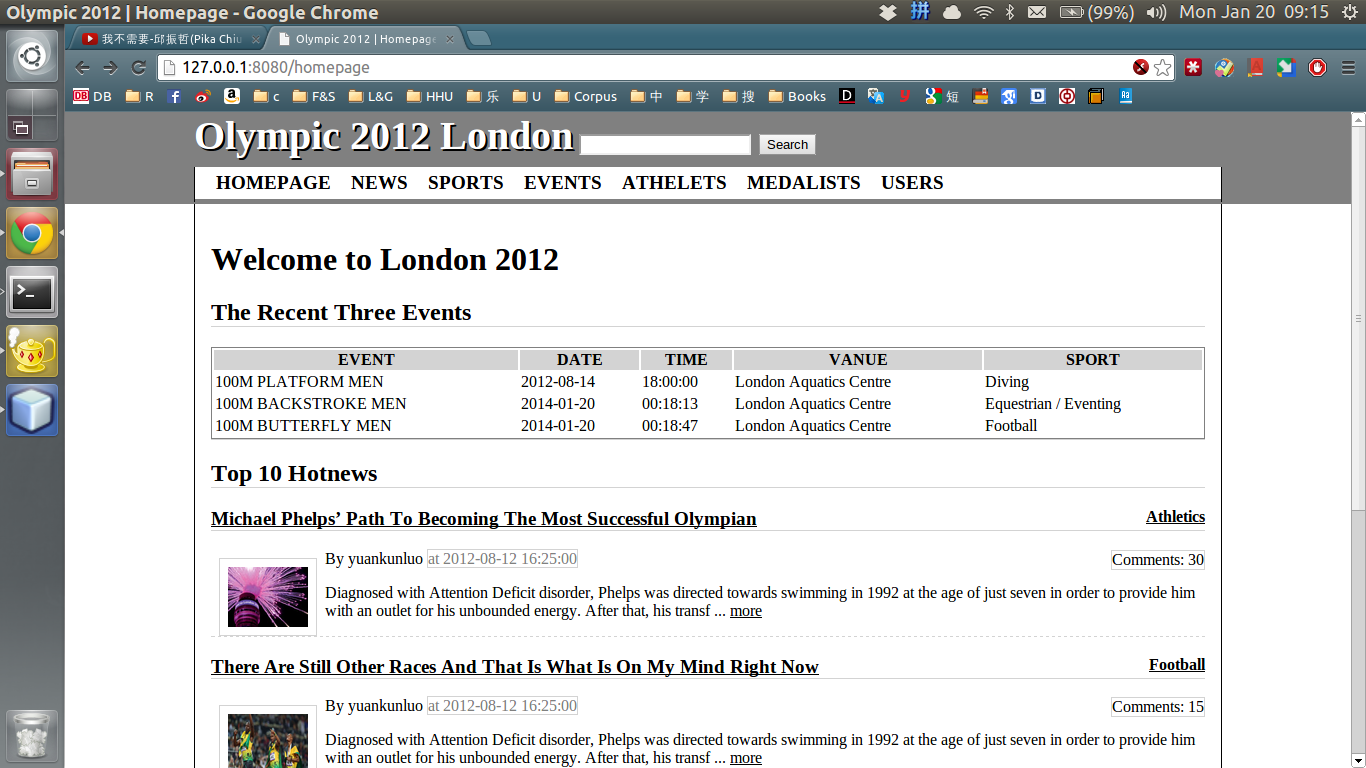 Olympic 2012 | Homepage - Google Chrome
(99%) Mon Jan 20 09:15
拼
我不需要-邱振哲(Pika Chiu
Olympic 2012 | Homepage
127.0.0.1:8080/homepage
DB DB R f a c F&S L&G HHU 乐 U Corpus 中 学 搜 Books D 短 D
Olympic 2012 London Search
HOMEPAGE NEWS SPORTS EVENTS ATHELETS MEDALISTS USERS
Welcome to London 2012
The Recent Three Events
EVENT DATE TIME VANUE SPORT
100M PLATFORM MEN 2012-08-14 18:00:00 London Aquatics Centre Diving
100M BACKSTROKE MEN 2014-01-20 00:18:13 London Aquatics Centre Equestrian / Eventing
100M BUTTERFLY MEN 2014-01-20 00:18:47 London Aquatics Centre Football
Top 10 Hotnews
Michael Phelps’ Path To Becoming The Most Successful Olympian Athletics
By yuankunluo at 2012-08-12 16:25:00 Comments: 30
Diagnosed with Attention Deficit disorder, Phelps was directed towards swimming in 1992 at the age of just seven in order to provide him
with an outlet for his unbounded energy. After that, his transf ... more
There Are Still Other Races And That Is What Is On My Mind Right Now Football
By yuankunluo at 2012-08-12 16:25:00 Comments: 15
Diagnosed with Attention Deficit disorder, Phelps was directed towards swimming in 1992 at the age of just seven in order to provide him
with an outlet for his unbounded energy. After that, his transf ... more